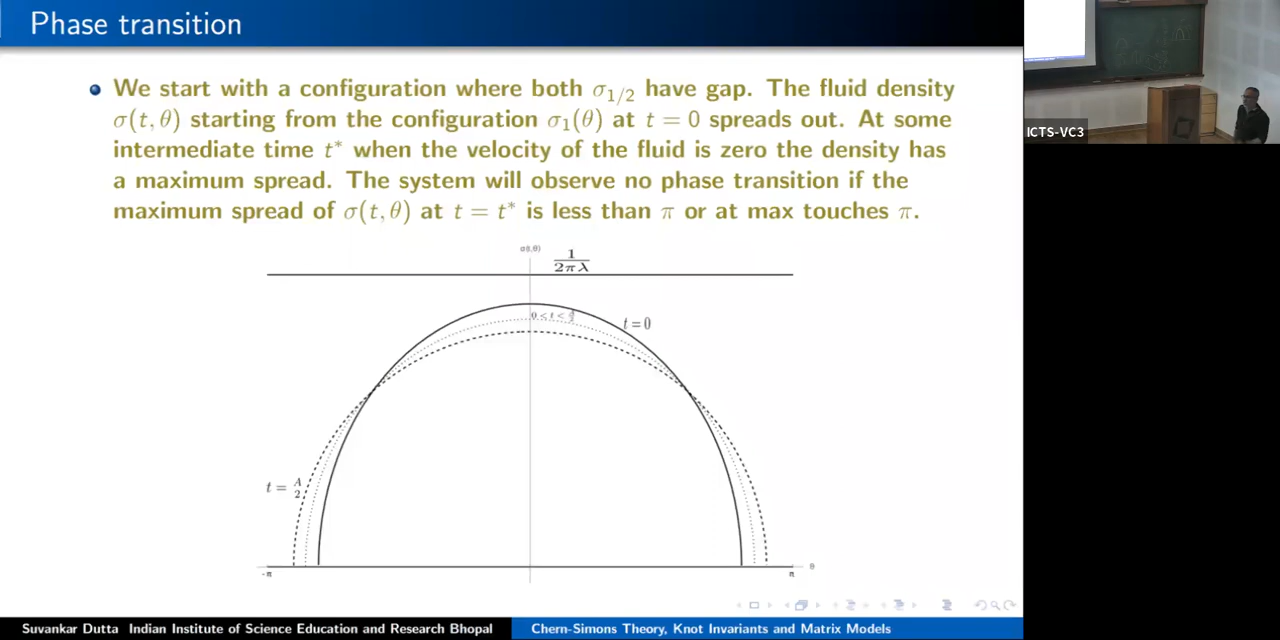 Phase transition
We start with a configuration where both σ₁/₂ have gap. The fluid density
σ(t, θ) starting from the configuration σ₁(θ) at t = 0 spreads out. At some
intermediate time t* when the velocity of the fluid is zero the density has
a maximum spread. The system will observe no phase transition if the
maximum spread of σ(t, θ) at t = t* is less than π or at max touches π.
σ(t,θ)
1/2πλ
t = 0
t = A/2
-π
π
θ
ICTS-VC3
Suvankar Dutta Indian Institute of Science Education and Research Bhopal
Chern-Simons Theory, Knot Invariants and Matrix Models